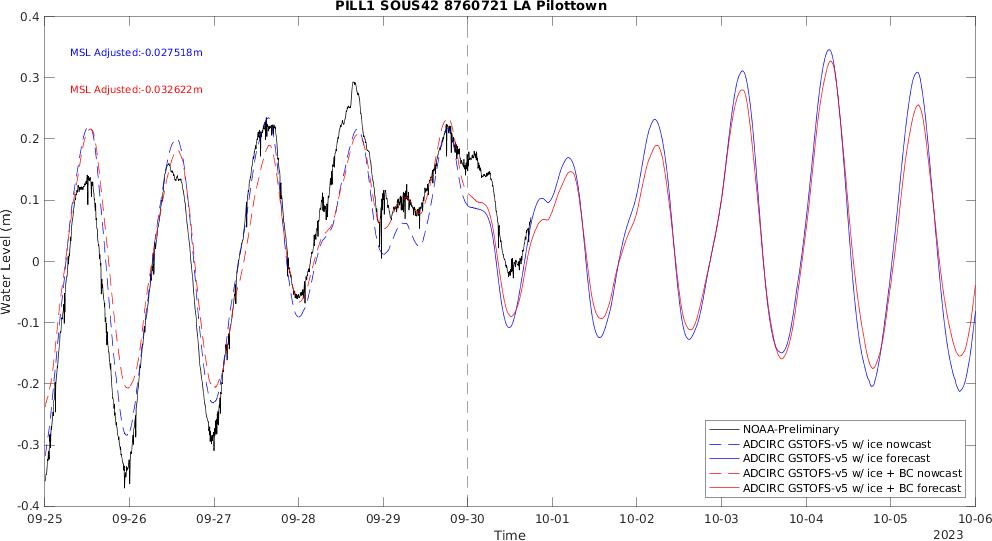 PILL1 SOUS42 8760721 LA Pilottown
MSL Adjusted:-0.027518m
MSL Adjusted:-0.032622m
Water Level (m)
0.4
0.3
0.2
0.1
0
-0.1
-0.2
-0.3
-0.4
NOAA-Preliminary
ADCIRC GSTOFS-v5 w/ ice nowcast
ADCIRC GSTOFS-v5 w/ ice forecast
ADCIRC GSTOFS-v5 w/ ice + BC nowcast
ADCIRC GSTOFS-v5 w/ ice + BC forecast
09-25 09-26 09-27 09-28 09-29 09-30 10-01 10-02 10-03 10-04 10-05 10-06
Time
2023